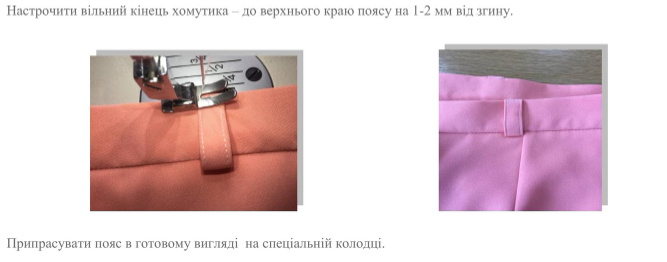 Настрочити вільний кінець хомутика – до верхнього краю поясу на 1-2 мм від згину.
Припрасувати пояс в готовому вигляді на спеціальній колодці.